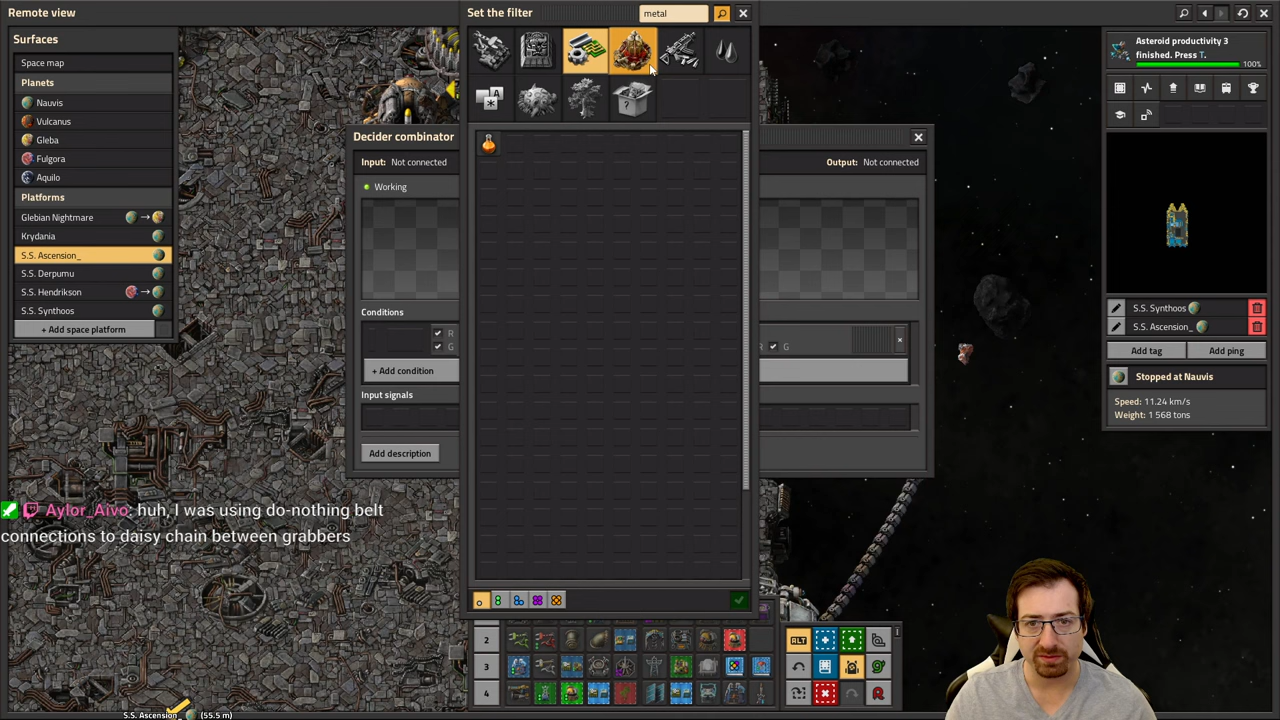 Remote view
Surfaces
Space map
Planets
Nauvis
Vulcanus
Gleba
Fulgora
Aquilo
Platforms
Glebian Nightmare
Krydania
S.S. Ascension_
S.S. Derpumu
S.S. Hendrikson
S.S. Synthoos
+ Add space platform
Set the filter
metal
Decider combinator
Input: Not connected
Output: Not connected
Working
Conditions
R
G
R
G
+ Add condition
Input signals
Add description
Asteroid productivity 3
finished. Press T.
100%
S.S. Synthoos
S.S. Ascension_
Add tag
Add ping
Stopped at Nauvis
Speed: 11.24 km/s
Weight: 1 568 tons
Aylor_Aivo: huh, I was using do-nothing belt
connections to daisy chain between grabbers
2
3
4
ALT
S.S. Ascension_ (55.5 m)